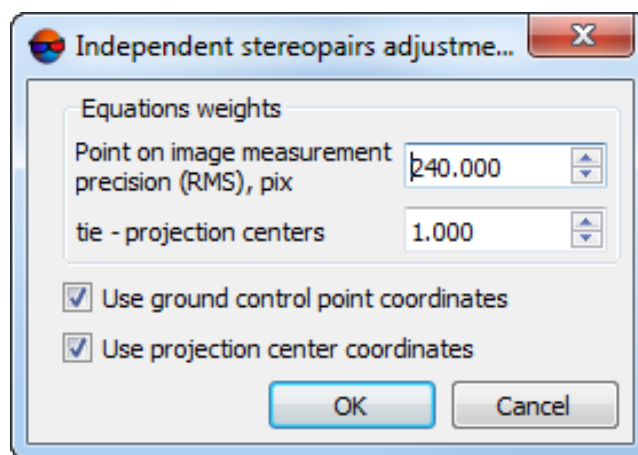 Independent stereopairs adjustme...
Equations weights
Point on image measurement
precision (RMS), pix
240.000
tie - projection centers
1.000
Use ground control point coordinates
Use projection center coordinates
OK
Cancel